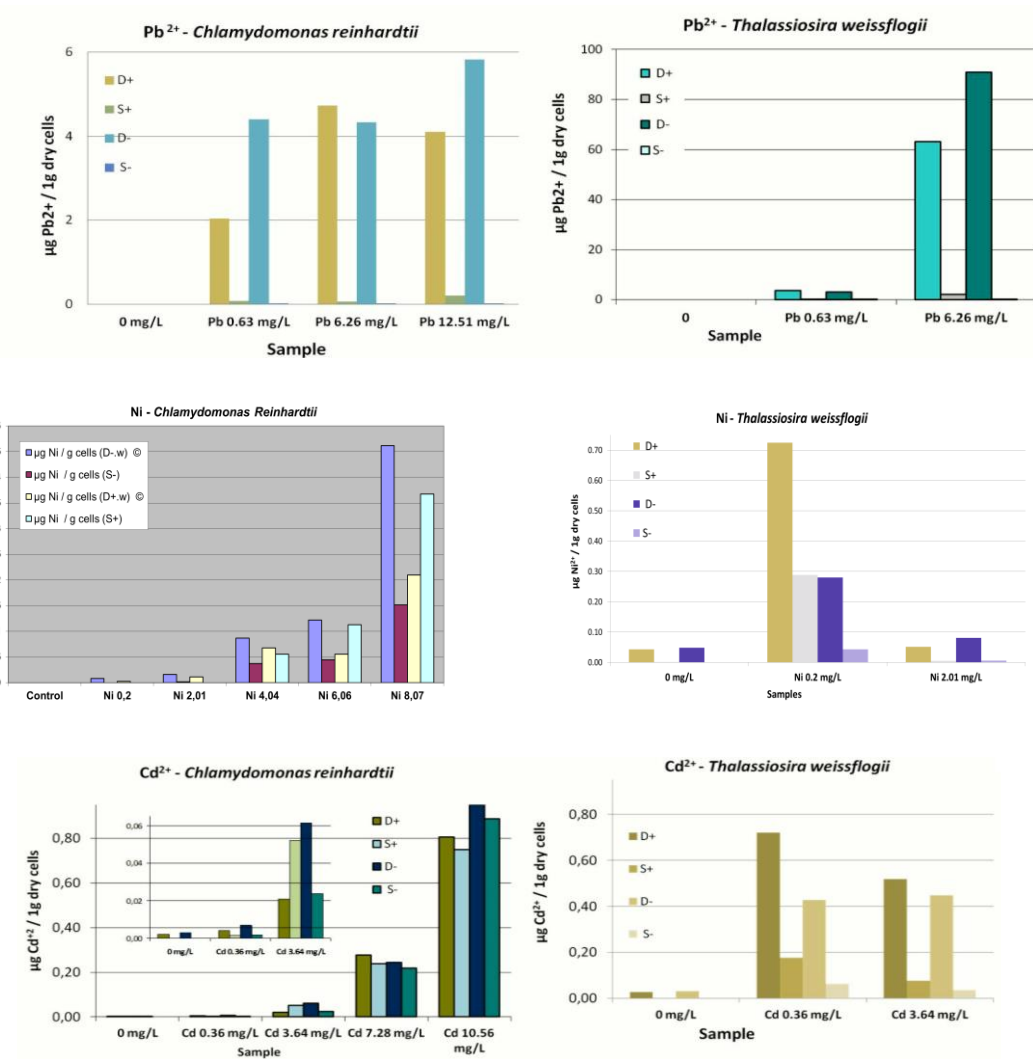 Pb 2+ - Chlamydomonas reinhardtii
6
4
2
0
µg Pb2+ / 1g dry cells
D+
S+
D-
S-
0 mg/L Pb 0.63 mg/L Pb 6.26 mg/L Pb 12.51 mg/L
Sample
Pb2+ - Thalassiosira weissflogii
100
80
60
40
20
0
µg Pb2+ / 1g dry cells
D+
S+
D-
S-
0 Pb 0.63 mg/L Pb 6.26 mg/L
Sample
Ni - Chlamydomonas Reinhardtii
µg Ni / g cells (D-.w) ©
µg Ni / g cells (S-)
µg Ni / g cells (D+.w) ©
µg Ni / g cells (S+)
Control Ni 0,2 Ni 2,01 Ni 4,04 Ni 6,06 Ni 8,07
Ni - Thalassiosira weissflogii
0.70
0.60
0.50
0.40
0.30
0.20
0.10
0.00
µg Ni2+ / 1g dry cells
D+
S+
D-
S-
0 mg/L Ni 0.2 mg/L Ni 2.01 mg/L
Samples
Cd2+ - Chlamydomonas reinhardtii
0,80
0,60
0,40
0,20
0,00
µg Cd+2 / 1g dry cells
0,06
0,04
0,02
0,00
0 mg/L Cd 0.36 mg/L Cd 3.64 mg/L
D+
S+
D-
S-
0 mg/L Cd 0.36 mg/L Cd 3.64 mg/L Cd 7.28 mg/L Cd 10.56
mg/L
Sample
Cd2+ - Thalassiosira weissflogii
0,80
0,60
0,40
0,20
0,00
µg Cd2+ / 1g dry cells
D+
S+
D-
S-
0 mg/L Cd 0.36 mg/L Cd 3.64 mg/L
Sample